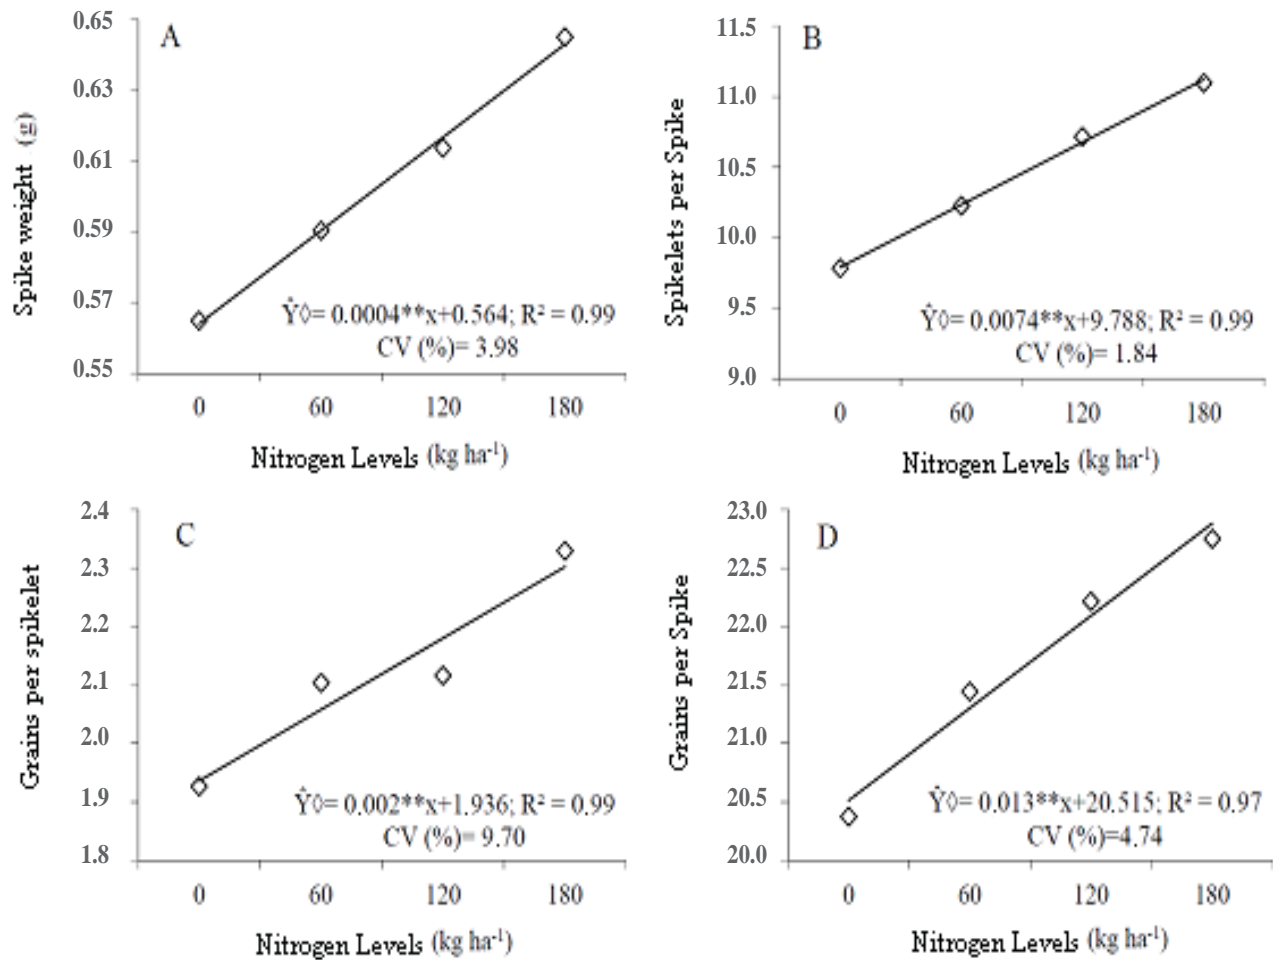 A
Spike weight (g)
0.65
0.63
0.61
0.59
0.57
0.55
Ŷ◊= 0.0004**x+0.564; R² = 0.99
CV (%)= 3.98
0 60 120 180
Nitrogen Levels (kg ha⁻¹)
B
Spikelets per Spike
11.5
11.0
10.5
10.0
9.5
9.0
Ŷ◊= 0.0074**x+9.788; R² = 0.99
CV (%)= 1.84
0 60 120 180
Nitrogen Levels (kg ha⁻¹)
C
Grains per spikelet
2.4
2.3
2.2
2.1
2.0
1.9
1.8
Ŷ◊= 0.002**x+1.936; R² = 0.99
CV (%)= 9.70
0 60 120 180
Nitrogen Levels (kg ha⁻¹)
D
Grains per Spike
23.0
22.5
22.0
21.5
21.0
20.5
20.0
Ŷ◊= 0.013**x+20.515; R² = 0.97
CV (%)=4.74
0 60 120 180
Nitrogen Levels (kg ha⁻¹)